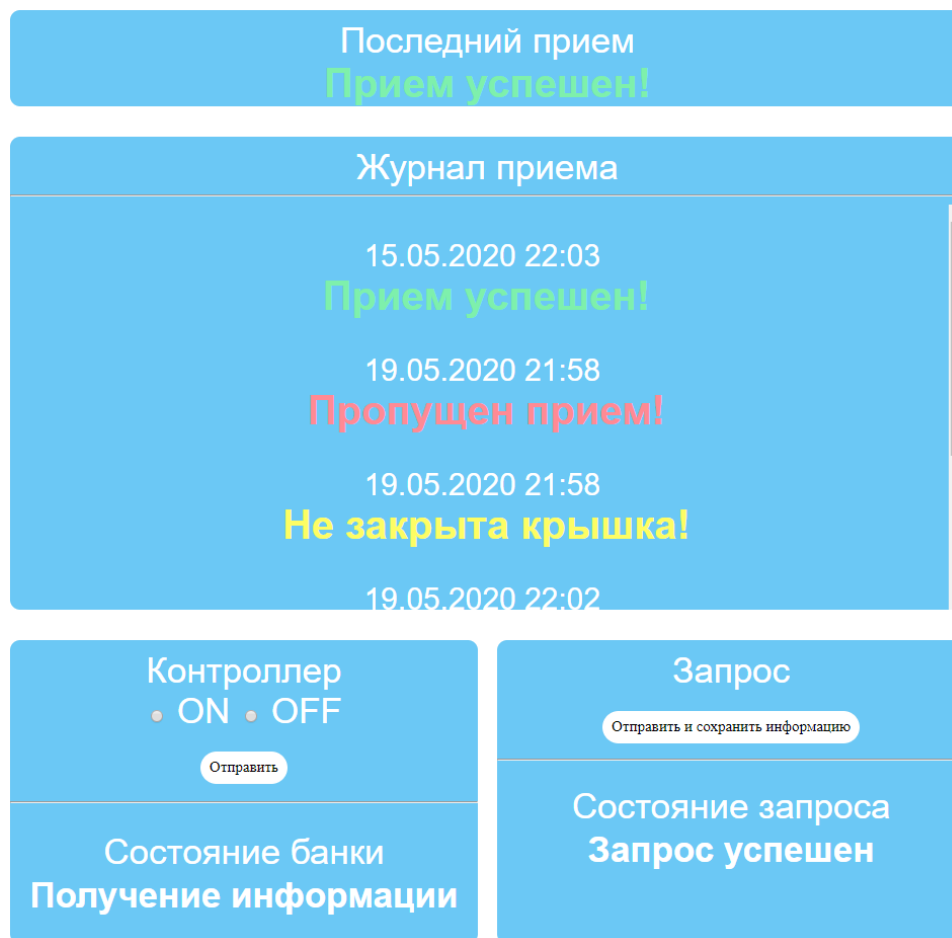 Последний прием
Прием успешен!
Журнал приема
15.05.2020 22:03
Прием успешен!
19.05.2020 21:58
Пропущен прием!
19.05.2020 21:58
Не закрыта крышка!
19.05.2020 22:02
Контроллер
ON OFF
Отправить
Состояние банки
Получение информации
Запрос
Отправить и сохранить информацию
Состояние запроса
Запрос успешен